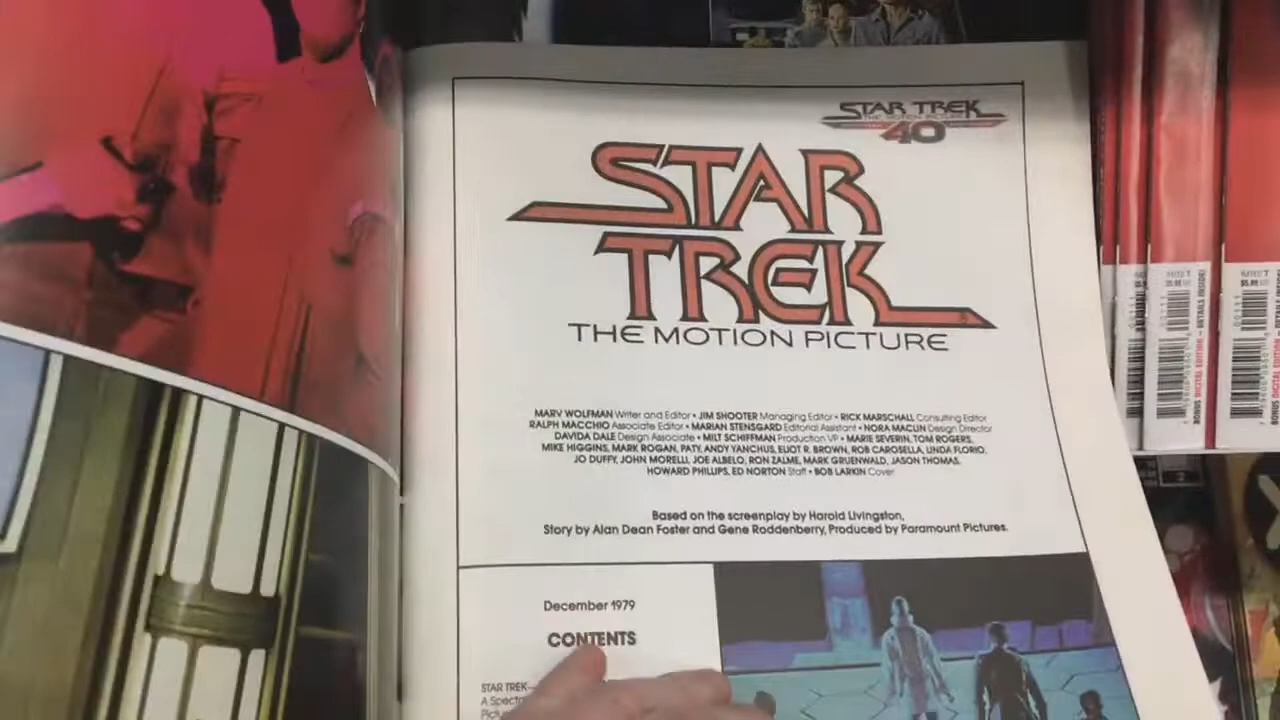 STAR TREK
THE MOTION PICTURE
40
STAR
TREK
THE MOTION PICTURE
MARV WOLFMAN Writer and Editor • JIM SHOOTER Managing Editor • RICK MARSCHALL Consulting Editor
RALPH MACCHIO Associate Editor • MARIAN STENSGARD Editorial Assistant • NORA MACLIN Design Director
DAVIDA DALE Design Associate • MILT SCHIFFMAN Production VP • MARIE SEVERIN, TOM ROGERS,
MIKE HIGGINS, MARK ROGAN, PATY, ANDY YANCHUS, ELIOT R. BROWN, ROB CAROSELLA, LINDA FLORIO,
JO DUFFY, JOHN MORELLI, JOE ALBELO, RON ZALME, MARK GRUENWALD, JASON THOMAS,
HOWARD PHILLIPS, ED NORTON Staff • BOB LARKIN Cover
Based on the screenplay by Harold Livingston,
Story by Alan Dean Foster and Gene Roddenberry, Produced by Paramount Pictures.
December 1979
CONTENTS
STAR TREK—
A
BONUS DIGITAL EDITION – DETAILS INSIDE!